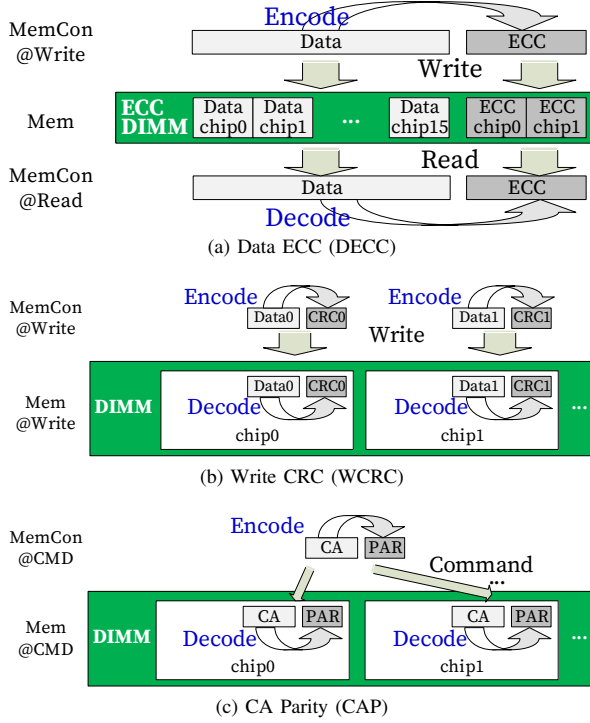 Encode
MemCon
@Write
Data
ECC
Write
Mem
ECC
DIMM
Data
chip0
Data
chip1
...
Data
chip15
ECC
chip0
ECC
chip1
Read
MemCon
@Read
Data
ECC
Decode
(a) Data ECC (DECC)
MemCon
@Write
Encode
Data0
CRC0
Encode
Data1
CRC1
Write
Mem
@Write
DIMM
Data0
CRC0
Decode
chip0
Data1
CRC1
Decode
chip1
...
(b) Write CRC (WCRC)
MemCon
@CMD
Encode
CA
PAR
Command
...
Mem
@CMD
DIMM
CA
PAR
Decode
chip0
CA
PAR
Decode
chip1
...
(c) CA Parity (CAP)